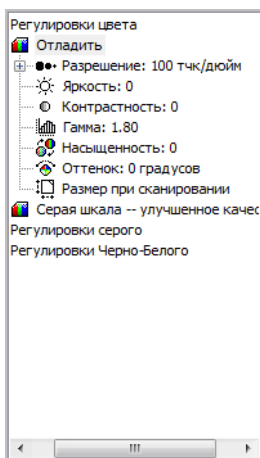 Регулировки цвета
Отладить
Разрешение: 100 тчк/дюйм
Яркость: 0
Контрастность: 0
Гамма: 1.80
Насыщенность: 0
Оттенок: 0 градусов
Размер при сканировании
Серая шкала -- улучшенное качес
Регулировки серого
Регулировки Черно-Белого